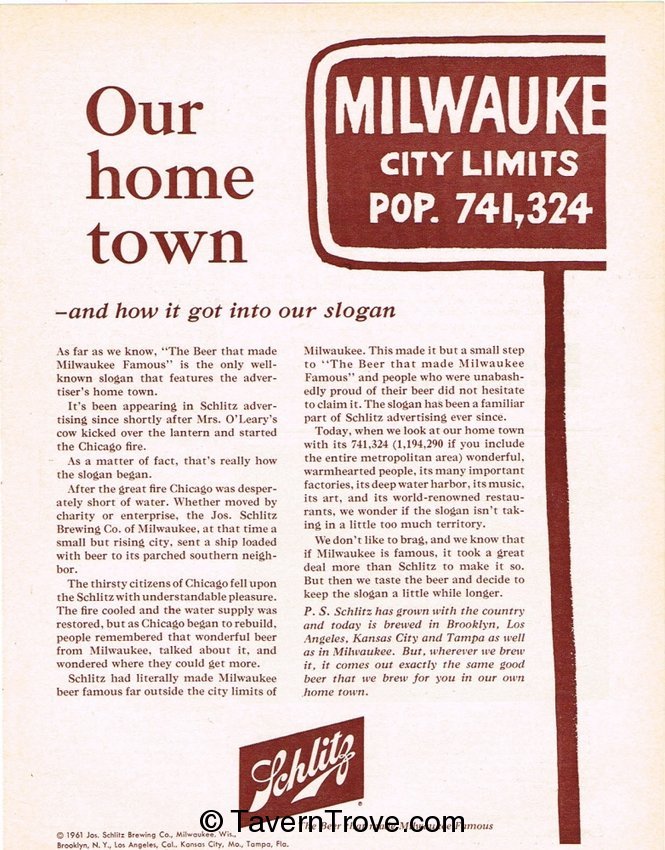 Our
home
town
MILWAUKE
CITY LIMITS
POP. 741,324
–and how it got into our slogan
As far as we know, "The Beer that made
Milwaukee Famous" is the only well-
known slogan that features the adver-
tiser's home town.
It's been appearing in Schlitz adver-
tising since shortly after Mrs. O'Leary's
cow kicked over the lantern and started
the Chicago fire.
As a matter of fact, that's really how
the slogan began.
After the great fire Chicago was desper-
ately short of water. Whether moved by
charity or enterprise, the Jos. Schlitz
Brewing Co. of Milwaukee, at that time a
small but rising city, sent a ship loaded
with beer to its parched southern neigh-
bor.
The thirsty citizens of Chicago fell upon
the Schlitz with understandable pleasure.
The fire cooled and the water supply was
restored, but as Chicago began to rebuild,
people remembered that wonderful beer
from Milwaukee, talked about it, and
wondered where they could get more.
Schlitz had literally made Milwaukee
beer famous far outside the city limits of
Milwaukee. This made it but a small step
to "The Beer that made Milwaukee
Famous" and people who were unabash-
edly proud of their beer did not hesitate
to claim it. The slogan has been a familiar
part of Schlitz advertising ever since.
Today, when we look at our home town
with its 741,324 (1,194,290 if you include
the entire metropolitan area) wonderful,
warmhearted people, its many important
factories, its deep water harbor, its music,
its art, and its world-renowned restau-
rants, we wonder if the slogan isn't tak-
ing in a little too much territory.
We don't like to brag, and we know that
if Milwaukee is famous, it took a great
deal more than Schlitz to make it so.
But then we taste the beer and decide to
keep the slogan a little while longer.
P. S. Schlitz has grown with the country
and today is brewed in Brooklyn, Los
Angeles, Kansas City and Tampa as well
as in Milwaukee. But, wherever we brew
it, it comes out exactly the same good
beer that we brew for you in our own
home town.
Schlitz
®
The Beer that made Milwaukee Famous
© TavernTrove.com
© 1961 Jos. Schlitz Brewing Co., Milwaukee, Wis.,
Brooklyn, N. Y., Los Angeles, Cal., Kansas City, Mo., Tampa, Fla.